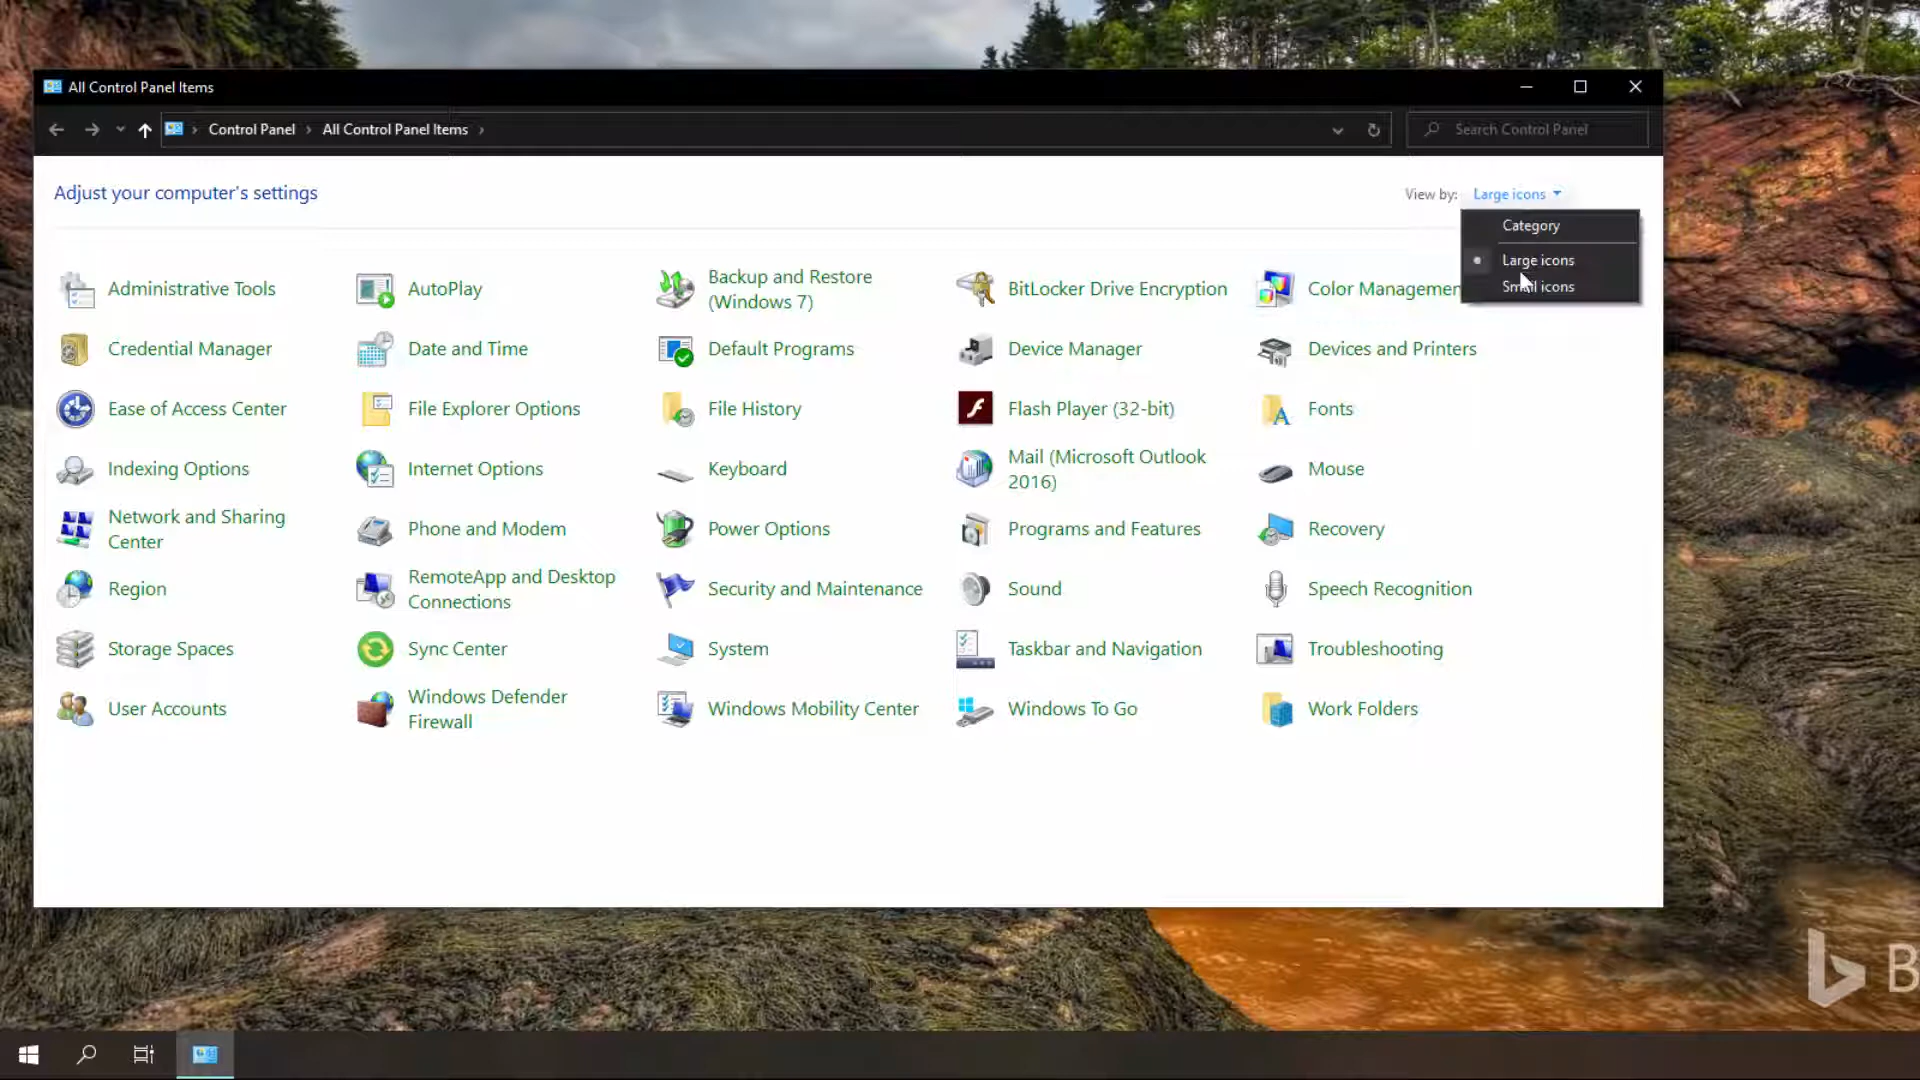 All Control Panel Items
Control Panel
All Control Panel Items
Search Control Panel
Adjust your computer's settings
View by:
Large icons
Category
Large icons
Small icons
Administrative Tools
AutoPlay
Backup and Restore
(Windows 7)
BitLocker Drive Encryption
Color Managemen
Credential Manager
Date and Time
Default Programs
Device Manager
Devices and Printers
Ease of Access Center
File Explorer Options
File History
Flash Player (32-bit)
Fonts
Indexing Options
Internet Options
Keyboard
Mail (Microsoft Outlook
2016)
Mouse
Network and Sharing
Center
Phone and Modem
Power Options
Programs and Features
Recovery
Region
RemoteApp and Desktop
Connections
Security and Maintenance
Sound
Speech Recognition
Storage Spaces
Sync Center
System
Taskbar and Navigation
Troubleshooting
User Accounts
Windows Defender
Firewall
Windows Mobility Center
Windows To Go
Work Folders
B